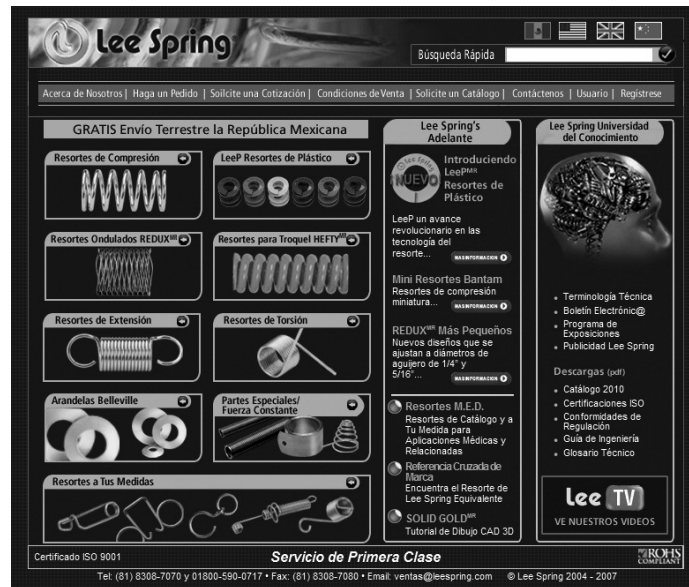 Lee Spring
Búsqueda Rápida
Acerca de Nosotros | Haga un Pedido | Soilcite una Cotización | Condiciones de Venta | Solicite un Catálogo | Contáctenos | Usuario | Regístrese
GRATIS Envío Terrestre la República Mexicana
Resortes de Compresión
LeeP Resortes de Plástico
Resortes Ondulados REDUXMR
Resortes para Troquel HEFTYMR
Resortes de Extensión
Resortes de Torsión
Arandelas Belleville
Partes Especiales/
Fuerza Constante
Resortes a Tus Medidas
Lee Spring's
Adelante
NUEVO
Introduciendo
LeePMR
Resortes de
Plástico
LeeP un avance
revolucionario en las
tecnología del
resorte...
MAS INFORMACION
Mini Resortes Bantam
Resortes de compresión
miniatura...
MAS INFORMACION
REDUXMR Más Pequeños
Nuevos diseños que se
ajustan a diámetros de
aguijero de 1/4" y
5/16"...
MAS INFORMACION
Resortes M.E.D.
Resortes de Catálogo y a
Tu Medida para
Aplicaciones Médicas y
Relacionadas
Referencia Cruzada de
Marca
Encuentra el Resorte de
Lee Spring Equivalente
SOLID GOLDMR
Tutorial de Dibujo CAD 3D
Lee Spring Universidad
del Conocimiento
Terminología Técnica
Boletín Electrónic@
Programa de
Exposiciones
Publicidad Lee Spring
Descargas (pdf)
Catálogo 2010
Certificaciones ISO
Conformidades de
Regulación
Guía de Ingeniería
Glosario Técnico
Lee TV
VE NUESTROS VIDEOS
Certificado ISO 9001
Servicio de Primera Clase
ROHS
COMPLIANT
Tel: (81) 8308-7070 y 01800-590-0717 • Fax: (81) 8308-7080 • Email: ventas@leespring.com © Lee Spring 2004 - 2007